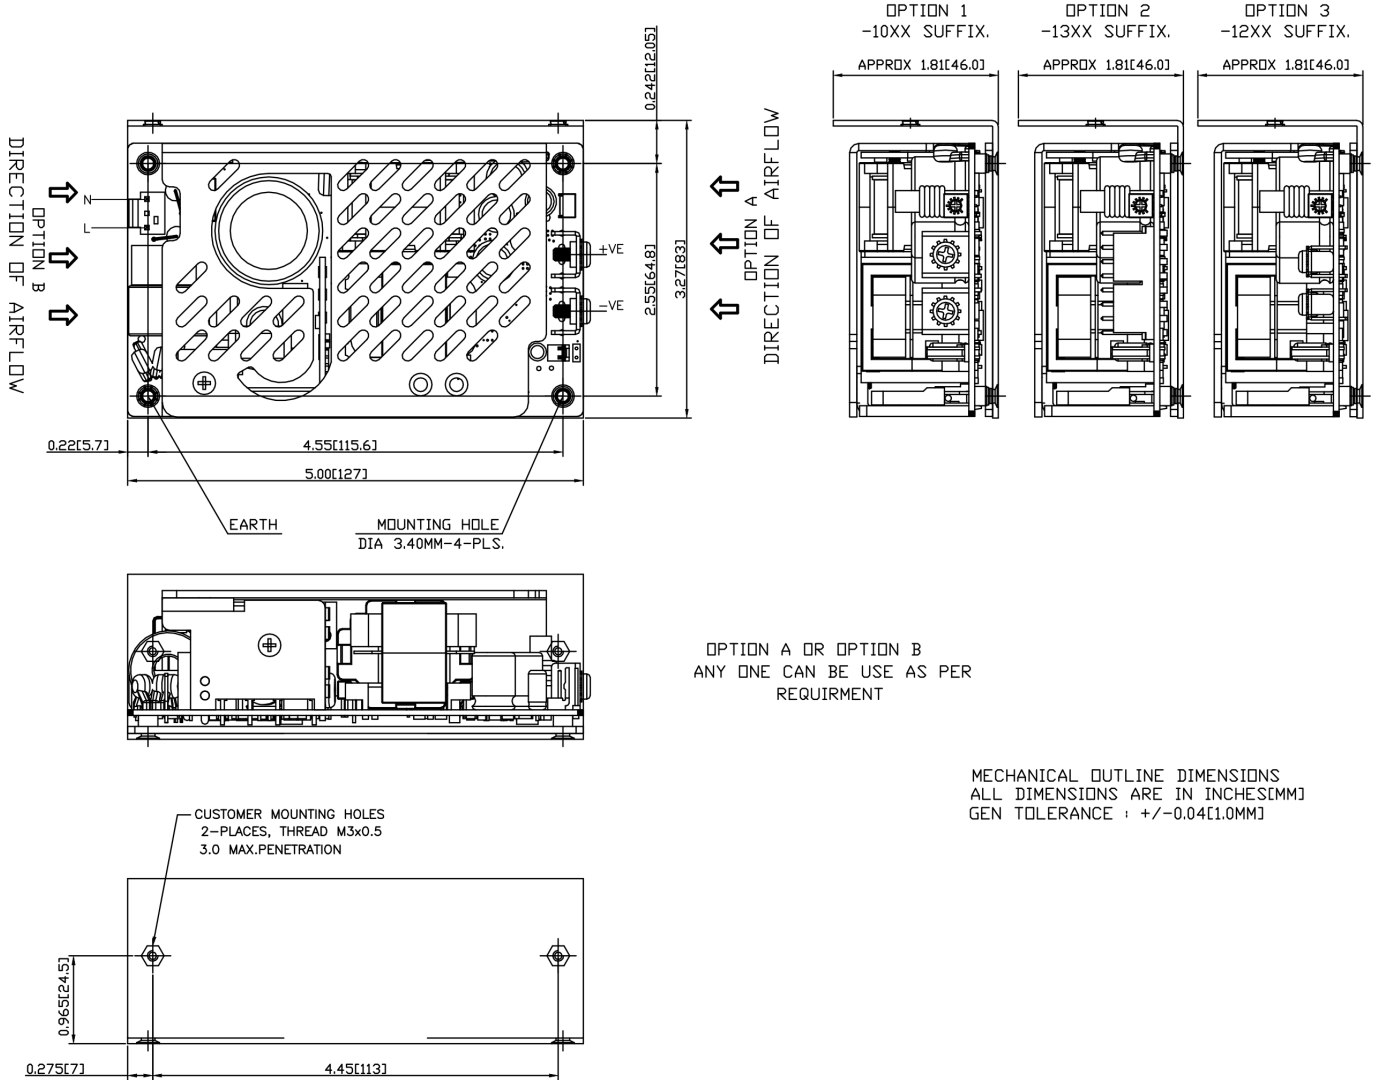 OPTION 1
-10XX SUFFIX.
OPTION 2
-13XX SUFFIX.
OPTION 3
-12XX SUFFIX.
APPROX 1.81[46.0]
APPROX 1.81[46.0]
APPROX 1.81[46.0]
0.242[12.05]
DIRECTION OF AIRFLOW
OPTION B
N
L
+VE
-VE
2.55[64.8]
3.27[83]
OPTION A
DIRECTION OF AIRFLOW
0.22[5.7]
4.55[115.6]
5.00[127]
EARTH
MOUNTING HOLE
DIA 3.40MM-4-PLS.
OPTION A OR OPTION B
ANY ONE CAN BE USE AS PER
REQUIRMENT
MECHANICAL OUTLINE DIMENSIONS
ALL DIMENSIONS ARE IN INCHES[MM]
GEN TOLERANCE : +/-0.04[1.0MM]
CUSTOMER MOUNTING HOLES
2-PLACES, THREAD M3x0.5
3.0 MAX.PENETRATION
0.965[24.5]
0.275[7]
4.45[113]